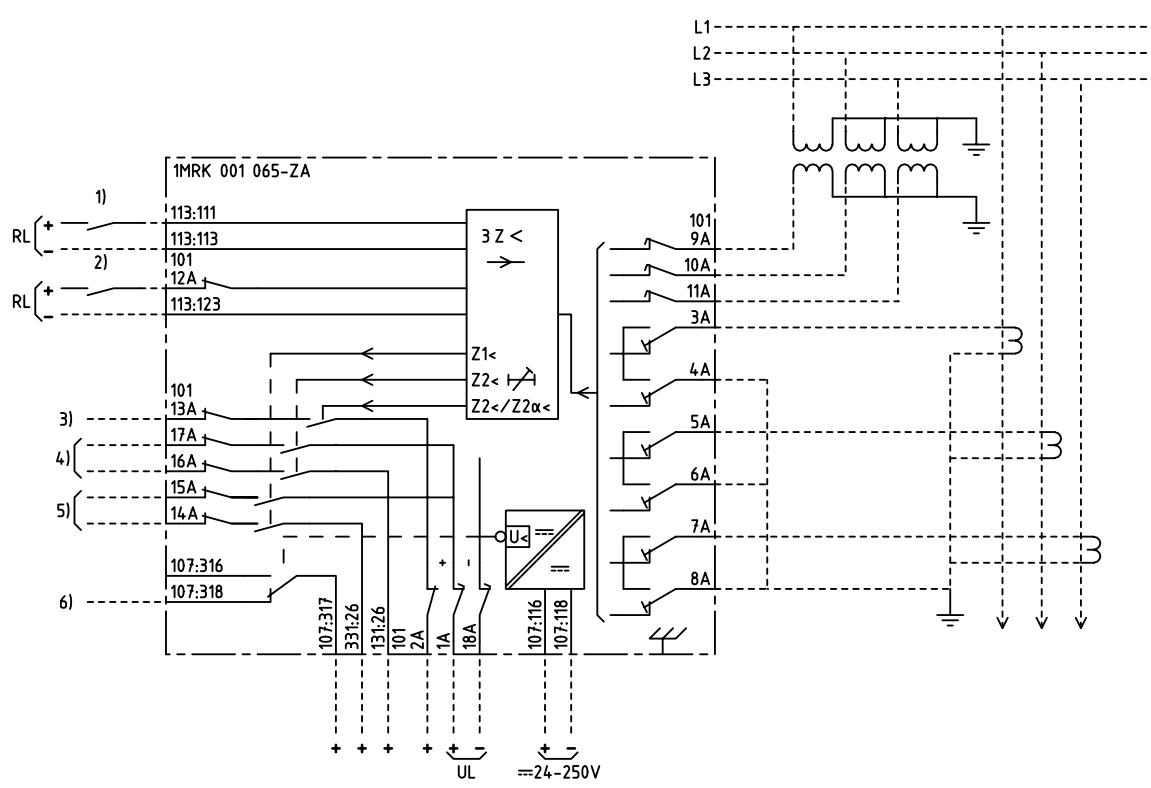 L1
L2
L3
1MRK 001 065-ZA
1)
RL
+
-
113:111
113:113
2)
RL
+
-
101
12A
113:123
3Z<
Z1<
Z2<
Z2</Z2α<
101
9A
10A
11A
3A
4A
5A
6A
7A
8A
101
3)
13A
4)
17A
16A
5)
15A
14A
U<
+
-
107:316
6)
107:318
107:317
331:26
131:26
101
2A
1A
18A
107:116
107:118
+
+
+
+
+
-
+
-
UL
⎓24-250V